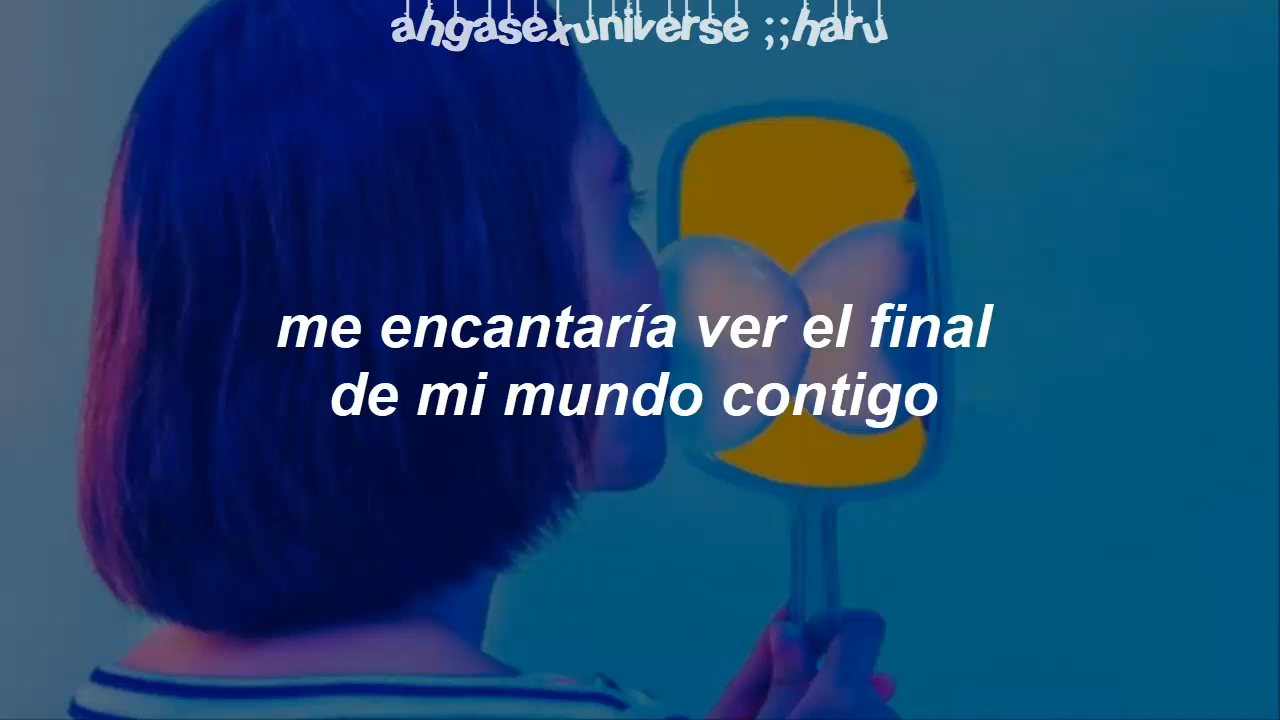 ahgasexuniverse ;;haru
me encantaría ver el final
de mi mundo contigo